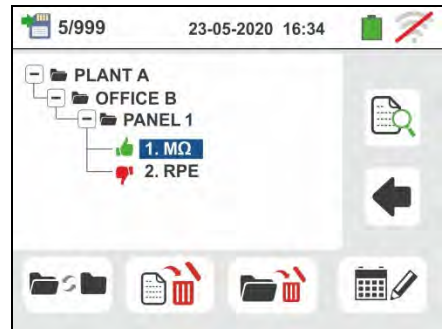 5/999 23-05-2020 16:34
PLANT A
OFFICE B
PANEL 1
1. MΩ
2. RPE